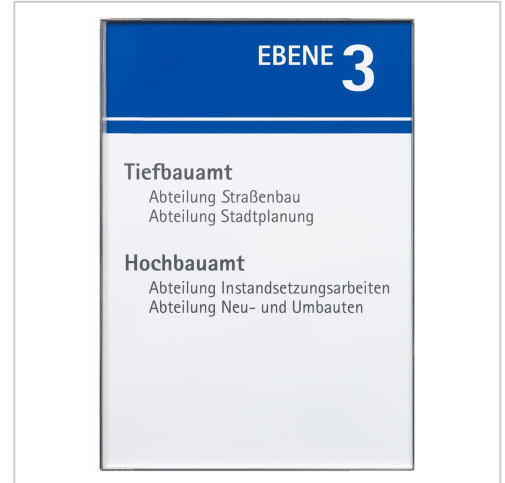 EBENE 3
Tiefbauamt
Abteilung Straßenbau
Abteilung Stadtplanung
Hochbauamt
Abteilung Instandsetzungsarbeiten
Abteilung Neu- und Umbauten